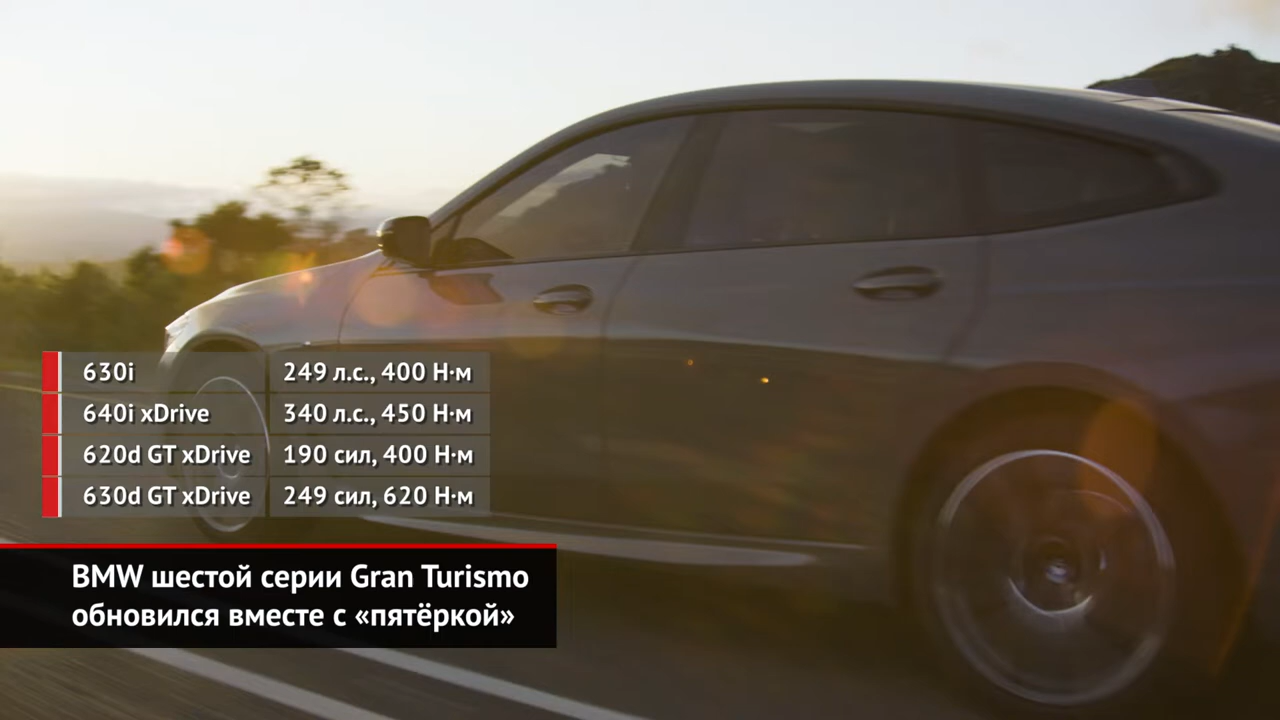 630i 249 л.с., 400 Н·м
640i xDrive 340 л.с., 450 Н·м
620d GT xDrive 190 сил, 400 Н·м
630d GT xDrive 249 сил, 620 Н·м
BMW шестой серии Gran Turismo
обновился вместе с «пятёркой»